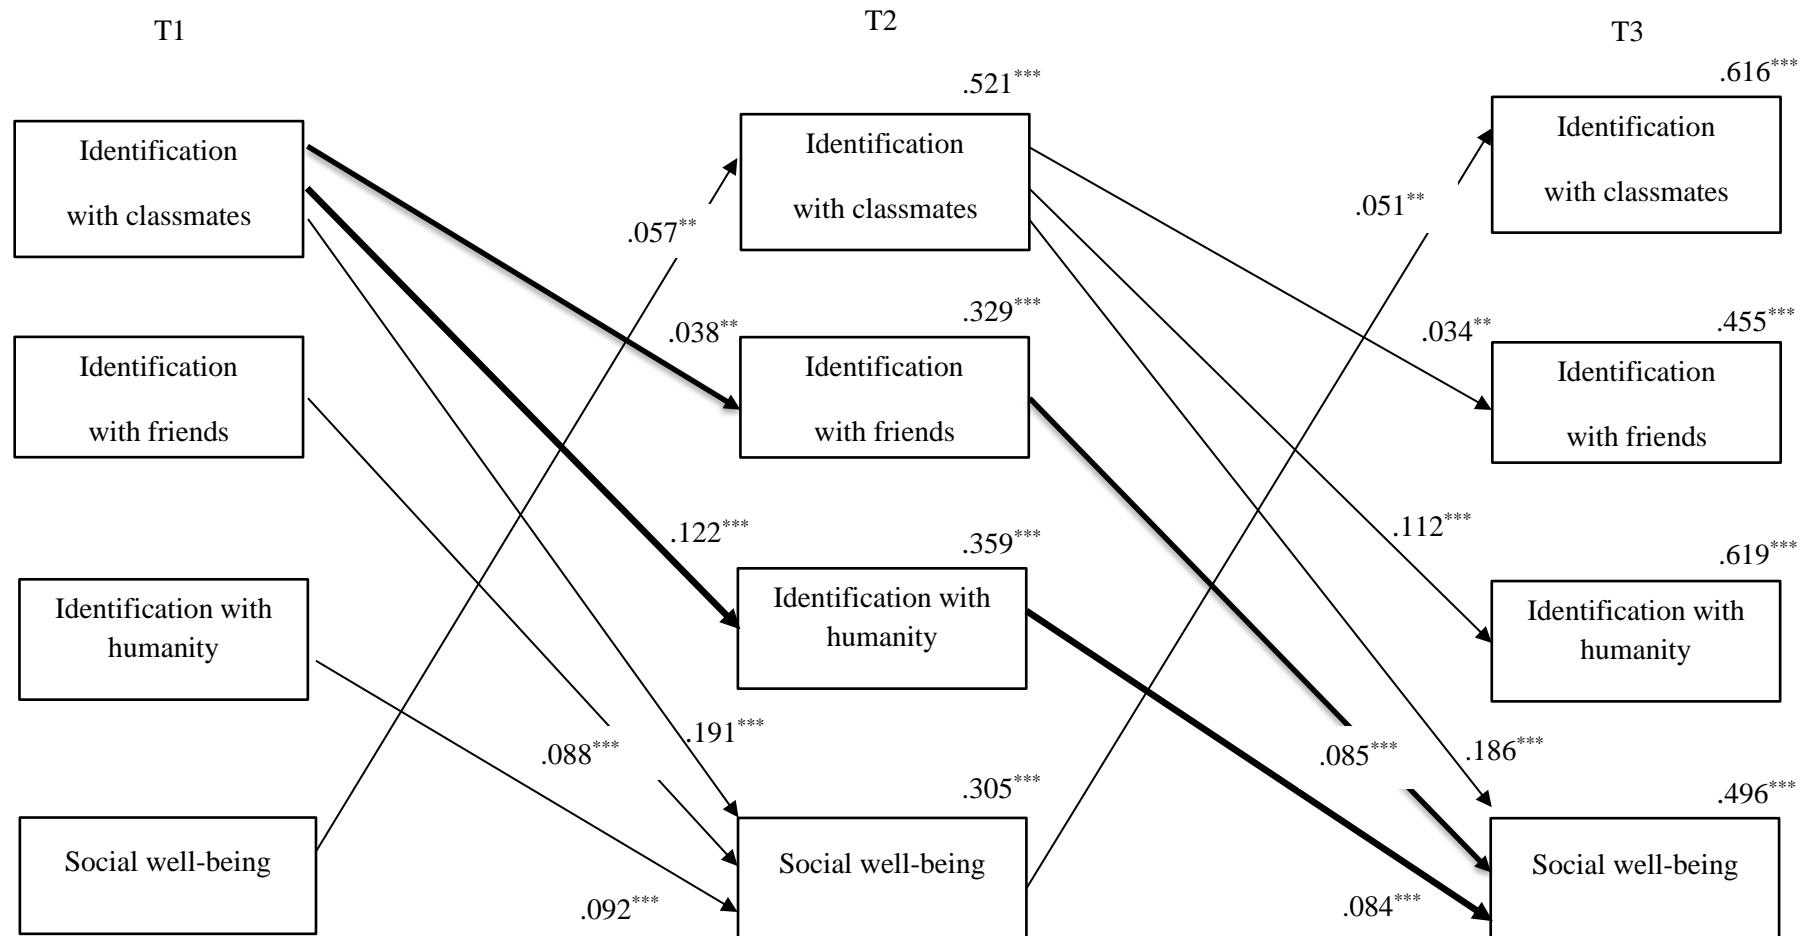 T1
T2
T3
.521***
.616***
Identification
with classmates
Identification
with classmates
Identification
with classmates
.057**
.051**
.038**
.329***
.034**
.455***
Identification
with friends
Identification
with friends
Identification
with friends
.122***
.359***
.112***
.619***
Identification with
humanity
Identification with
humanity
Identification with
humanity
.088***
.191***
.085***
.186***
.305***
.496***
Social well-being
Social well-being
Social well-being
.092***
.084***